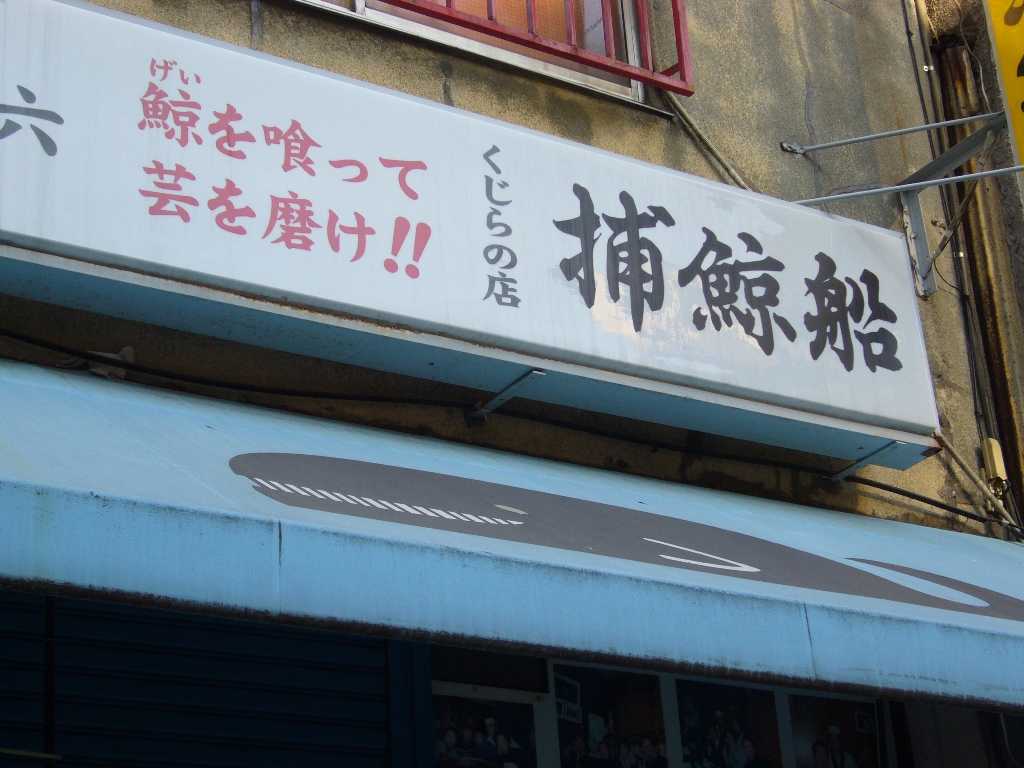 六
げい
鯨を喰って
芸を磨け!!
くじらの店
捕鯨船